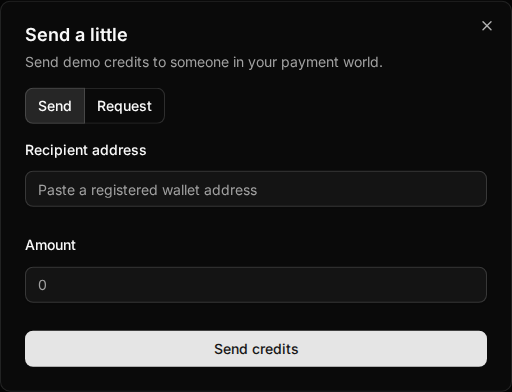 Send a little
Send demo credits to someone in your payment world.
Send Request
Recipient address
Paste a registered wallet address
Amount
0
Send credits